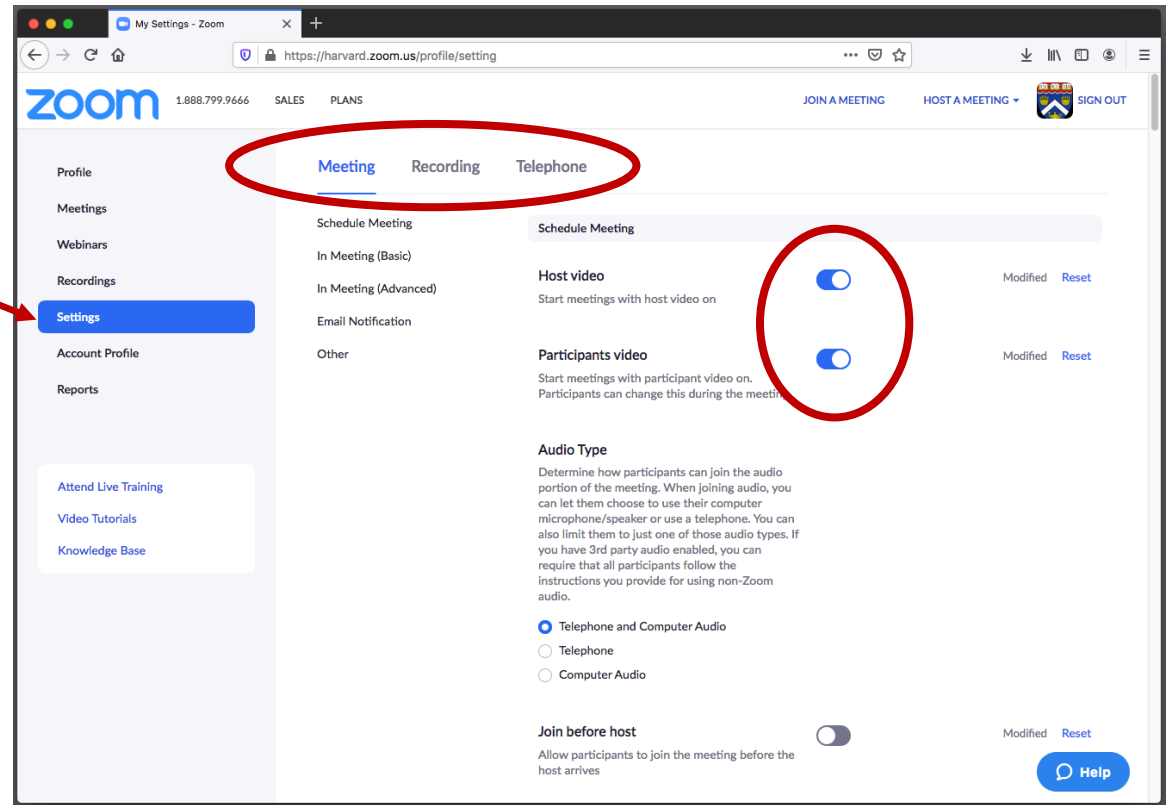 My Settings - Zoom
https://harvard.zoom.us/profile/setting
zoom 1.888.799.9666 SALES PLANS JOIN A MEETING HOST A MEETING SIGN OUT
Profile
Meetings
Webinars
Recordings
Settings
Account Profile
Reports
Attend Live Training
Video Tutorials
Knowledge Base
Meeting Recording Telephone
Schedule Meeting
In Meeting (Basic)
In Meeting (Advanced)
Email Notification
Other
Schedule Meeting
Host video
Modified Reset
Start meetings with host video on
Participants video
Modified Reset
Start meetings with participant video on.
Participants can change this during the meeting
Audio Type
Determine how participants can join the audio
portion of the meeting. When joining audio, you
can let them choose to use their computer
microphone/speaker or use a telephone. You can
also limit them to just one of those audio types. If
you have 3rd party audio enabled, you can
require that all participants follow the
instructions you provide for using non-Zoom
audio.
Telephone and Computer Audio
Telephone
Computer Audio
Join before host
Modified Reset
Allow participants to join the meeting before the
host arrives
Help